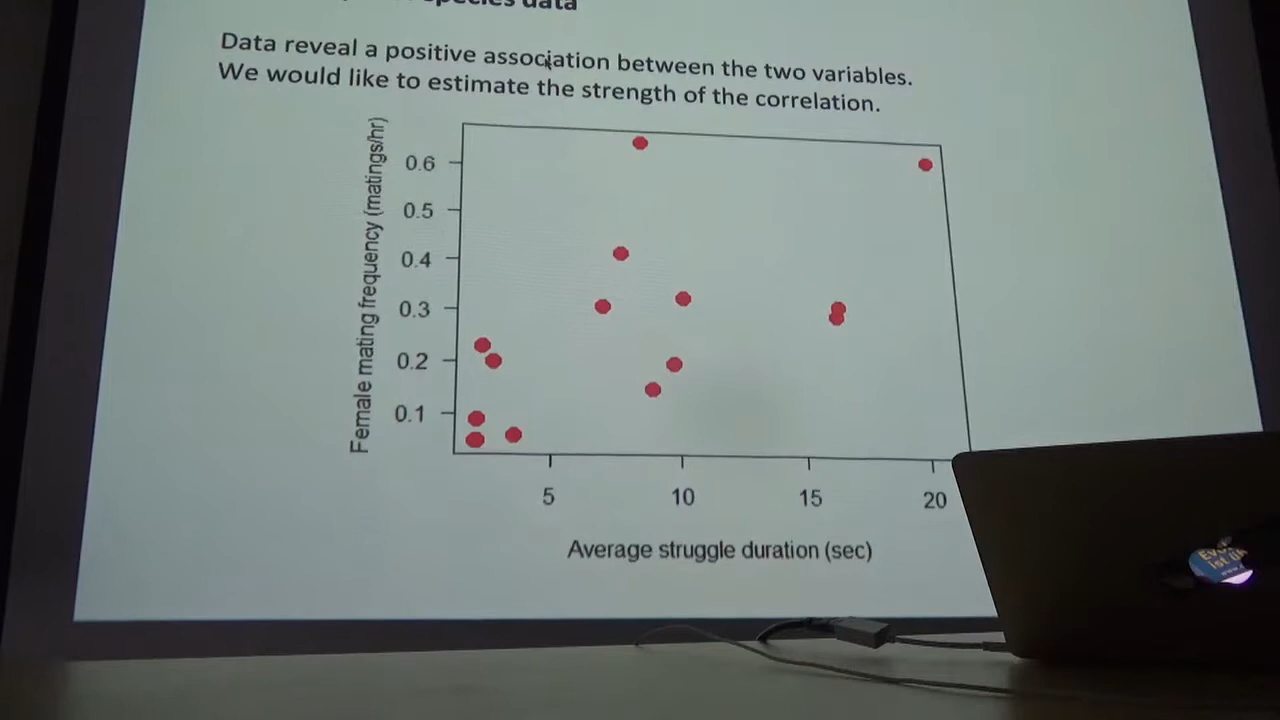 species data
Data reveal a positive association between the two variables.
We would like to estimate the strength of the correlation.
Female mating frequency (matings/hr)
0.6
0.5
0.4
0.3
0.2
0.1
5 10 15 20
Average struggle duration (sec)